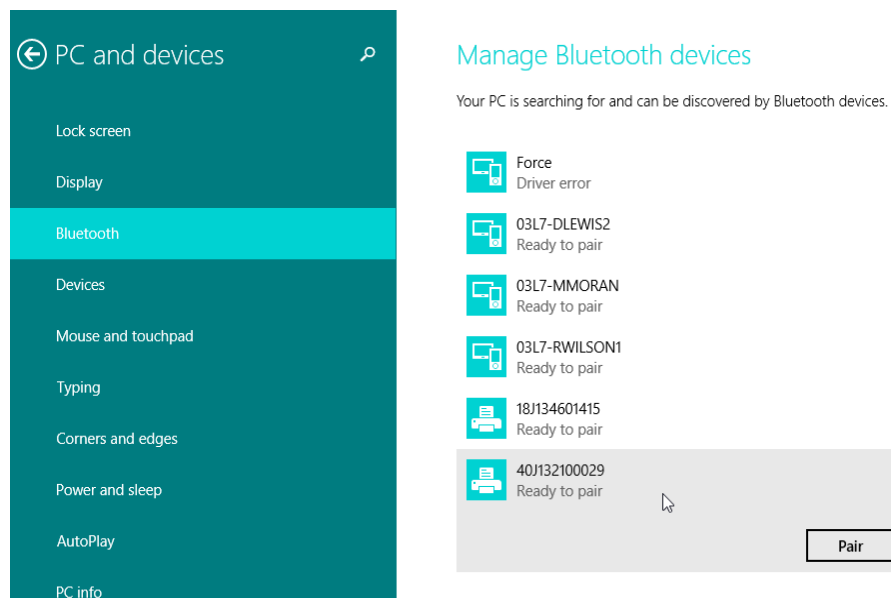 PC and devices
Lock screen
Display
Bluetooth
Devices
Mouse and touchpad
Typing
Corners and edges
Power and sleep
AutoPlay
PC info
Manage Bluetooth devices
Your PC is searching for and can be discovered by Bluetooth devices.
Force
Driver error
03L7-DLEWIS2
Ready to pair
03L7-MMORAN
Ready to pair
03L7-RWILSON1
Ready to pair
18J134601415
Ready to pair
40J132100029
Ready to pair
Pair